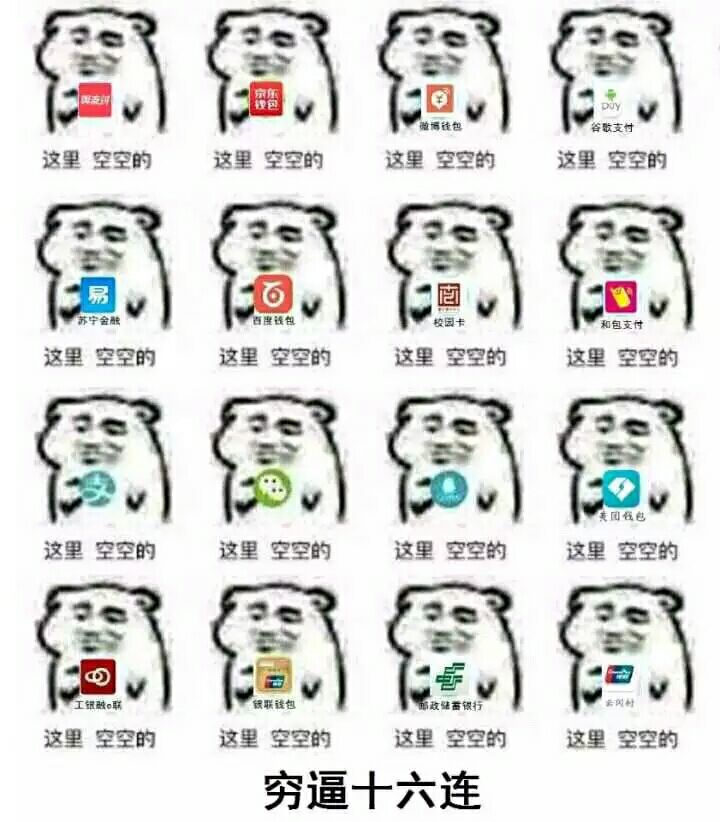 国支付
京东
钱包
微博钱包
pay
谷歌支付
这里 空空的 这里 空空的 这里 空空的 这里 空空的
易
苏宁金融
百度钱包
校园卡
和包支付
这里 空空的 这里 空空的 这里 空空的 这里 空空的
支
美团钱包
这里 空空的 这里 空空的 这里 空空的 这里 空空的
工银融e联
银联钱包
邮政储蓄银行
云闪付
这里 空空的 这里 空空的 这里 空空的 这里 空空的
穷逼十六连